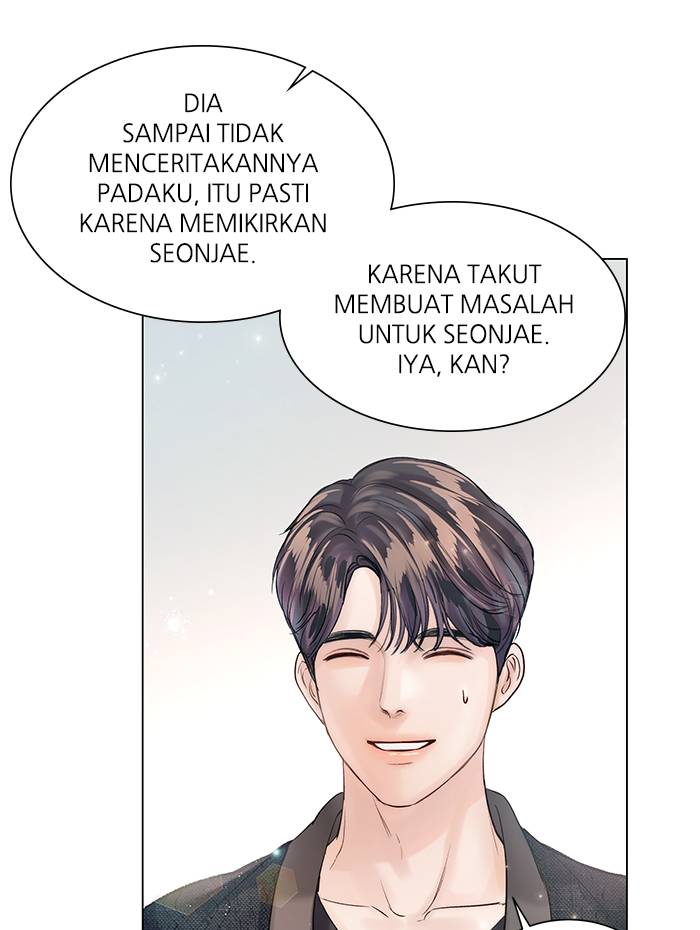 DIA
SAMPAI TIDAK
MENCERITAKANNYA
PADAKU, ITU PASTI
KARENA MEMIKIRKAN
SEONJAE.
KARENA TAKUT
MEMBUAT MASALAH
UNTUK SEONJAE.
IYA, KAN?